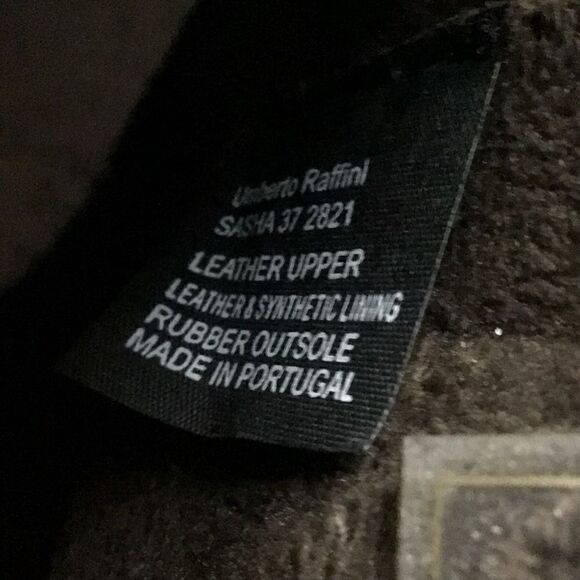 Umberto Raffini
SASHA 37 2821
LEATHER UPPER
LEATHER & SYNTHETIC LINING
RUBBER OUTSOLE
MADE IN PORTUGAL